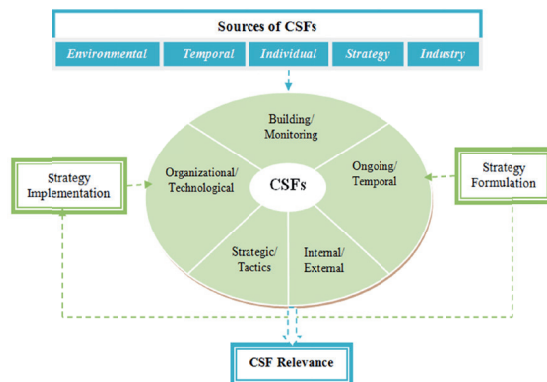 Sources of CSFs
Environmental Temporal Individual Strategy Industry
Building/
Monitoring
Organizational/
Technological
CSFs
Ongoing/
Temporal
Strategy
Implementation
Strategy
Formulation
Strategic/
Tactics
Internal/
External
CSF Relevance